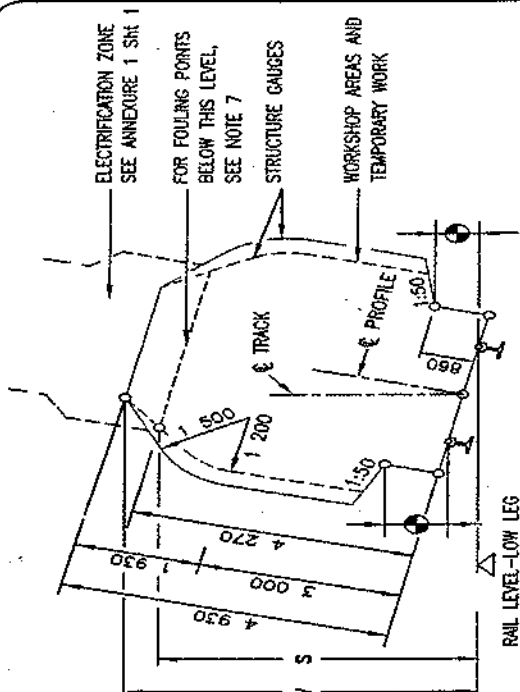 ELECTRIFICATION ZONE
SEE ANNEXURE 1 Sht 1
FOR FOULING POINTS
BELOW THIS LEVEL,
SEE NOTE 7
STRUCTURE GAUGES
WORKSHOP AREAS AND
TEMPORARY WORK
1:50
860
℄ PROFILE
℄ TRACK
1 500
1 200
1:50
4 270
1 930
3 000
4 930
S
RAIL LEVEL-LOW LEG